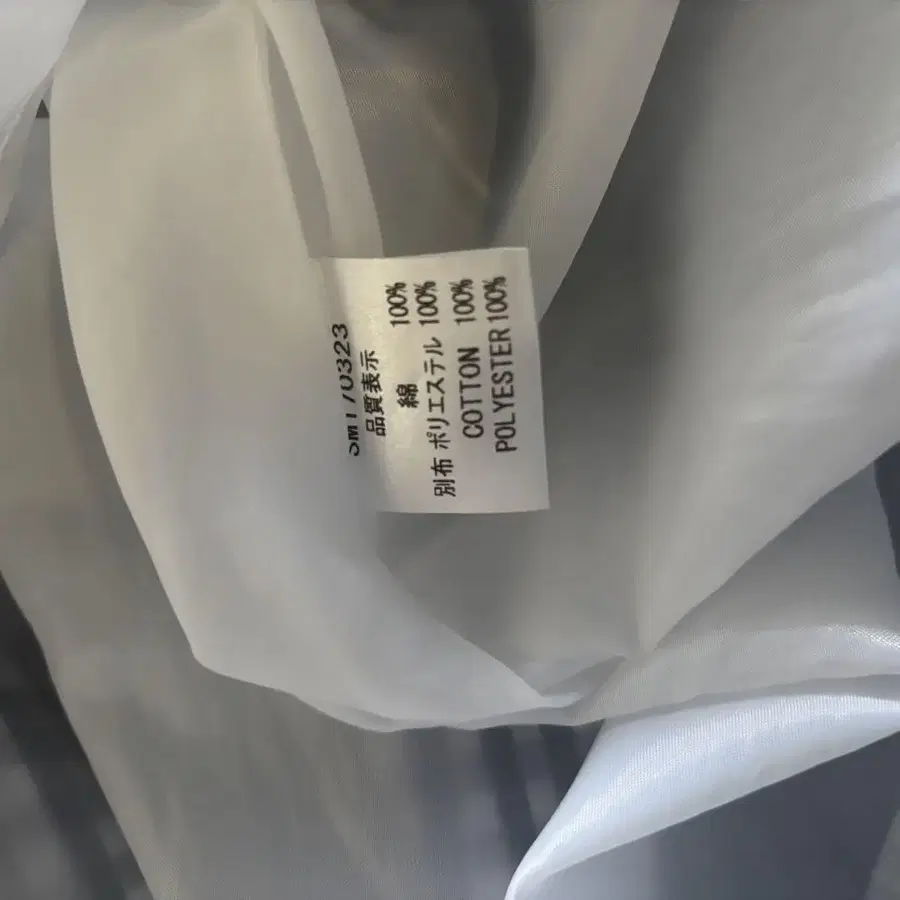 品質表示
綿 100%
別布 ポリエステル 100%
COTTON 100%
POLYESTER 100%